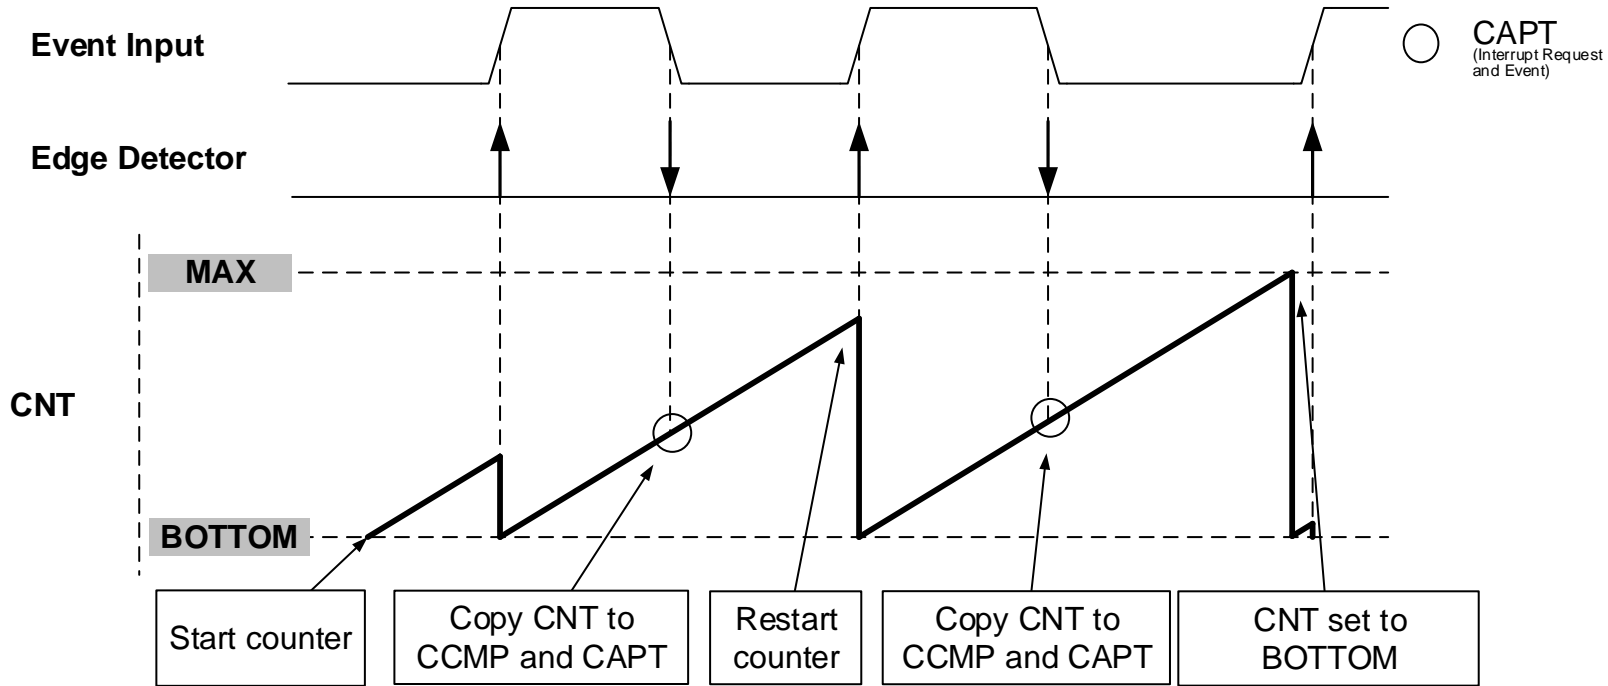 Event Input
CAPT
(Interrupt Request
and Event)
Edge Detector
MAX
CNT
BOTTOM
Start counter
Copy CNT to
CCMP and CAPT
Restart
counter
Copy CNT to
CCMP and CAPT
CNT set to
BOTTOM